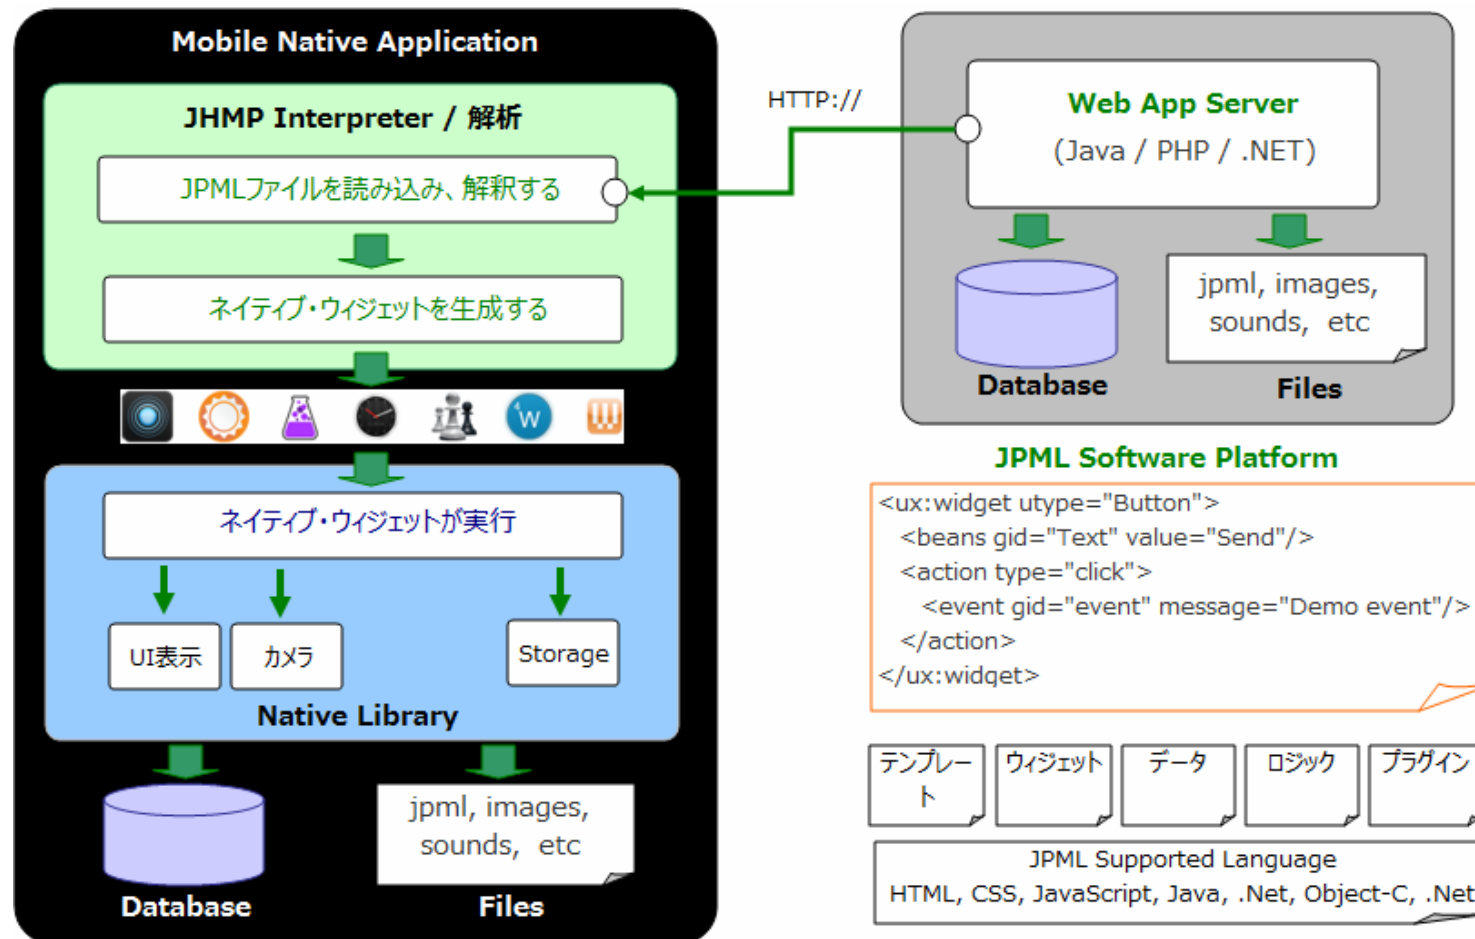 Mobile Native Application
JHMP Interpreter / 解析
JPMLファイルを読み込み、解釈する
ネイティブ・ウィジェットを生成する
W
ネイティブ・ウィジェットが実行
UI表示
カメラ
Storage
Native Library
Database
jpml, images,
sounds, etc
Files
HTTP://
Web App Server
(Java / PHP / .NET)
Database
jpml, images,
sounds, etc
Files
JPML Software Platform
<ux:widget utype="Button">
<beans gid="Text" value="Send"/>
<action type="click">
<event gid="event" message="Demo event"/>
</action>
</ux:widget>
テンプレー
ト
ウィジェット
データ
ロジック
プラグイン
JPML Supported Language
HTML, CSS, JavaScript, Java, .Net, Object-C, .Net